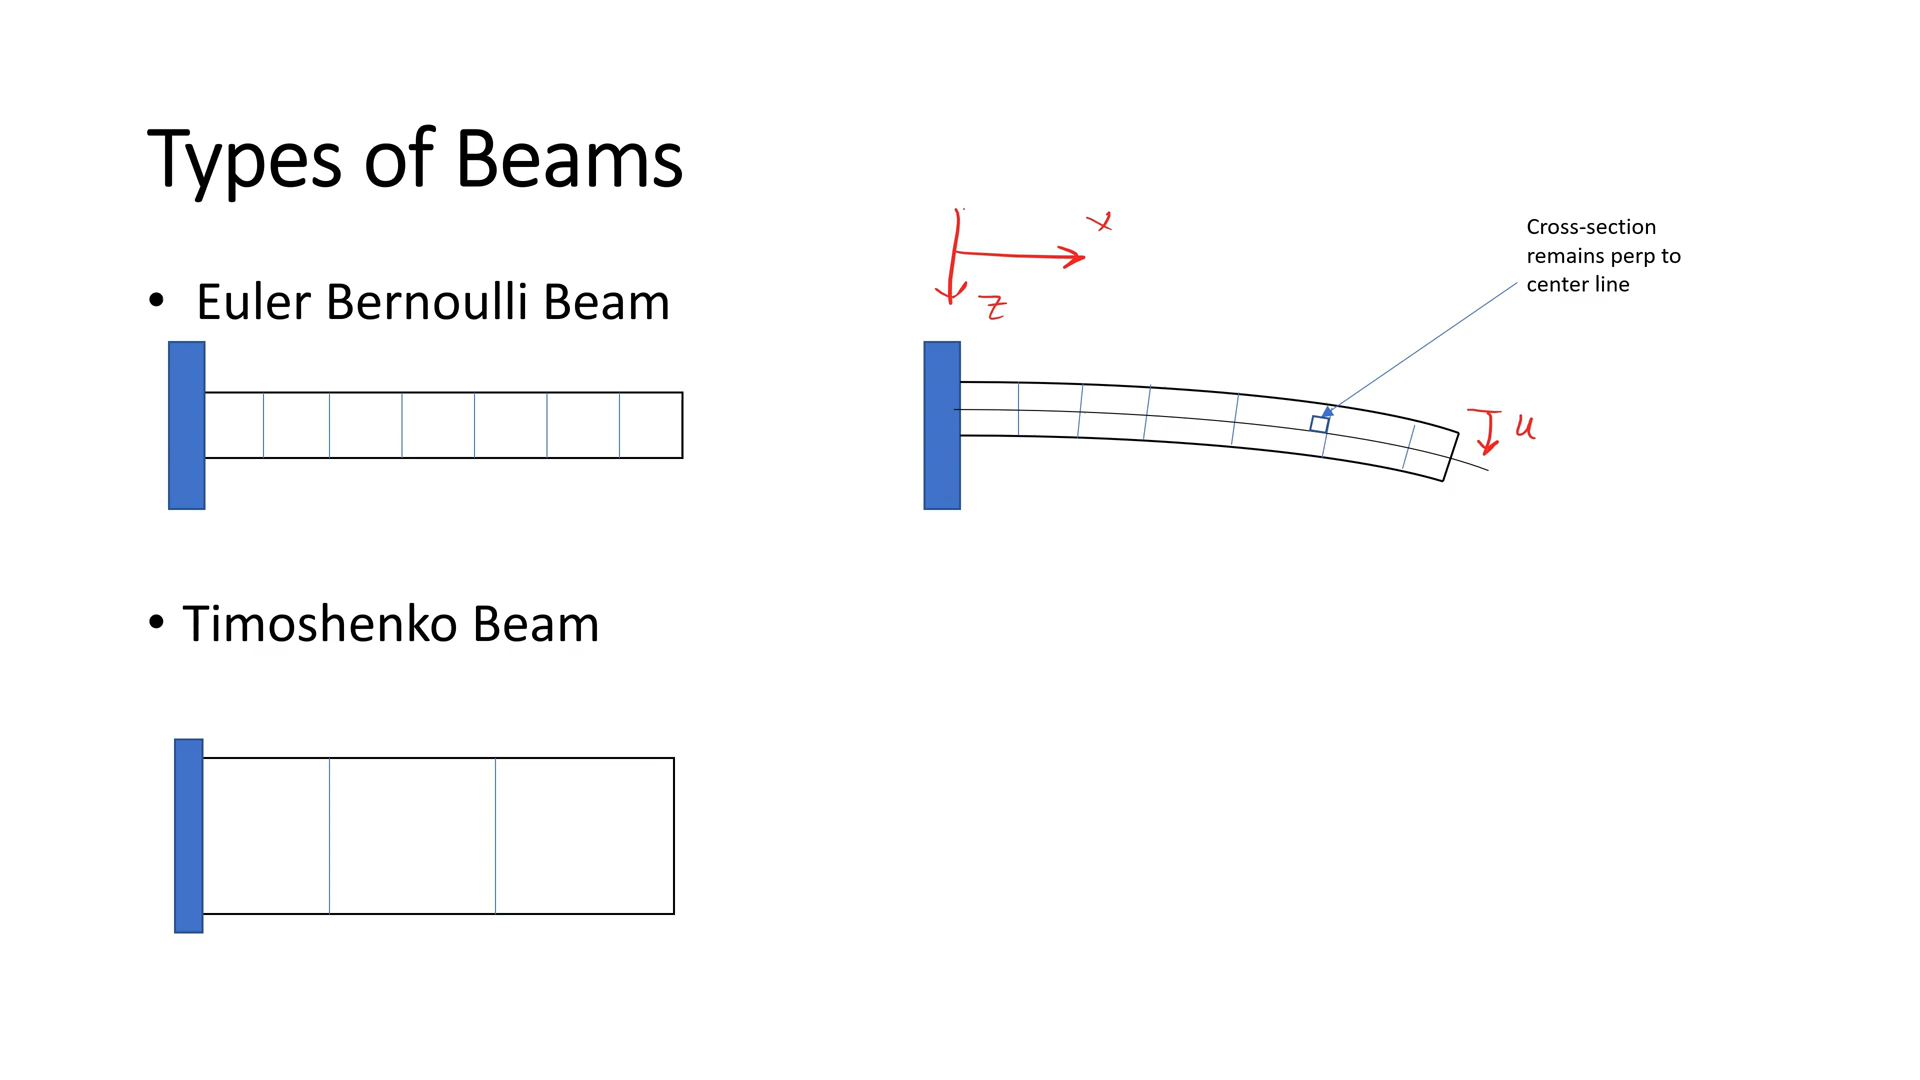 Types of Beams
• Euler Bernoulli Beam
x
z
Cross-section
remains perp to
center line
u
• Timoshenko Beam